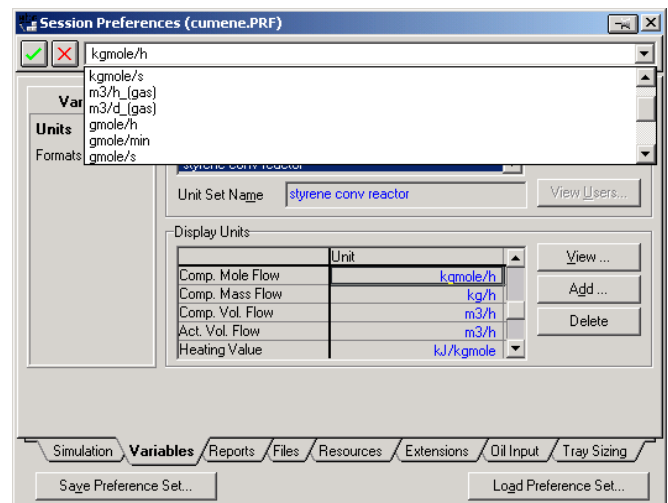 Session Preferences (cumene.PRF)
kgmole/h
kgmole/s
m3/h_(gas)
m3/d_(gas)
gmole/h
gmole/min
gmole/s
Var
Units
Formats
styrene conv reactor
Unit Set Name styrene conv reactor View Users...
Display Units
Unit
Comp. Mole Flow kgmole/h
Comp. Mass Flow kg/h
Comp. Vol. Flow m3/h
Act. Vol. Flow m3/h
Heating Value kJ/kgmole
View ...
Add ...
Delete
Simulation Variables Reports Files Resources Extensions Oil Input Tray Sizing
Save Preference Set... Load Preference Set...